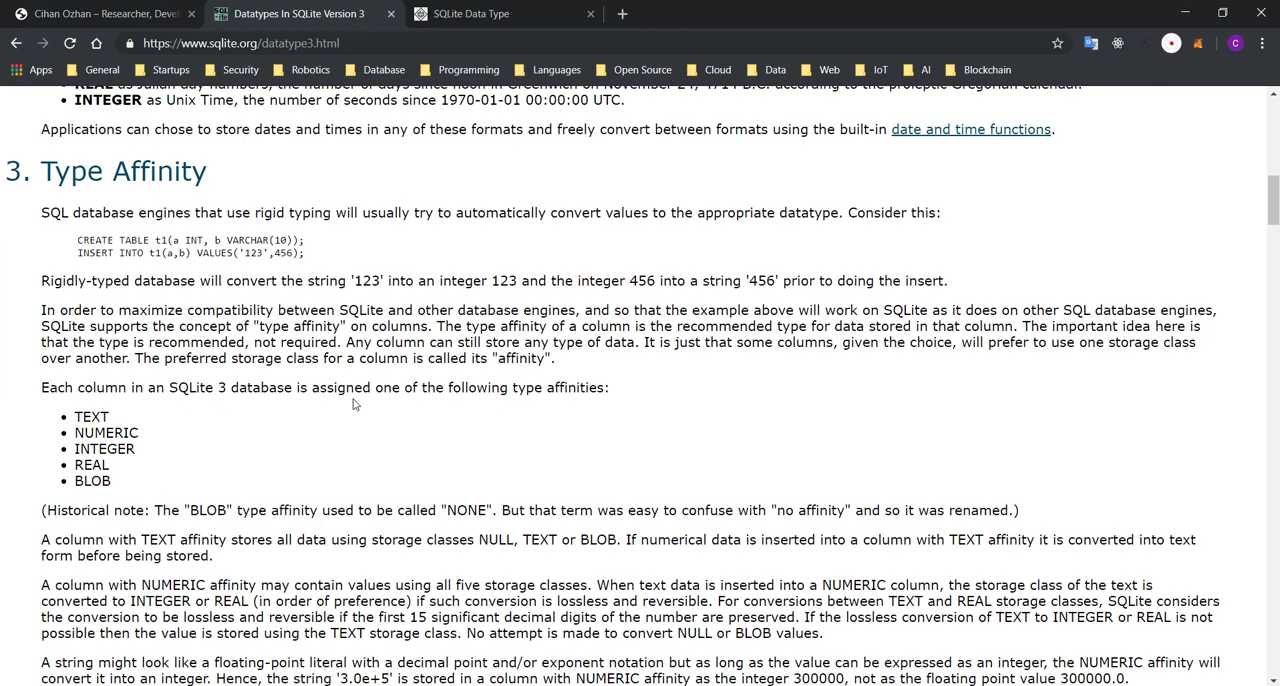 Cihan Ozhan – Researcher, Devel
Datatypes In SQLite Version 3
SQLite Data Type
https://www.sqlite.org/datatype3.html
Apps General Startups Security Robotics Database Programming Languages Open Source Cloud Data Web IoT AI Blockchain
REAL as Julian day numbers, the number of days since noon in Greenwich on November 24, 4714 B.C. according to the proleptic Gregorian calendar.
• INTEGER as Unix Time, the number of seconds since 1970-01-01 00:00:00 UTC.
Applications can chose to store dates and times in any of these formats and freely convert between formats using the built-in date and time functions.
3. Type Affinity
SQL database engines that use rigid typing will usually try to automatically convert values to the appropriate datatype. Consider this:
CREATE TABLE t1(a INT, b VARCHAR(10));
INSERT INTO t1(a,b) VALUES('123',456);
Rigidly-typed database will convert the string '123' into an integer 123 and the integer 456 into a string '456' prior to doing the insert.
In order to maximize compatibility between SQLite and other database engines, and so that the example above will work on SQLite as it does on other SQL database engines,
SQLite supports the concept of "type affinity" on columns. The type affinity of a column is the recommended type for data stored in that column. The important idea here is
that the type is recommended, not required. Any column can still store any type of data. It is just that some columns, given the choice, will prefer to use one storage class
over another. The preferred storage class for a column is called its "affinity".
Each column in an SQLite 3 database is assigned one of the following type affinities:
• TEXT
• NUMERIC
• INTEGER
• REAL
• BLOB
(Historical note: The "BLOB" type affinity used to be called "NONE". But that term was easy to confuse with "no affinity" and so it was renamed.)
A column with TEXT affinity stores all data using storage classes NULL, TEXT or BLOB. If numerical data is inserted into a column with TEXT affinity it is converted into text
form before being stored.
A column with NUMERIC affinity may contain values using all five storage classes. When text data is inserted into a NUMERIC column, the storage class of the text is
converted to INTEGER or REAL (in order of preference) if such conversion is lossless and reversible. For conversions between TEXT and REAL storage classes, SQLite considers
the conversion to be lossless and reversible if the first 15 significant decimal digits of the number are preserved. If the lossless conversion of TEXT to INTEGER or REAL is not
possible then the value is stored using the TEXT storage class. No attempt is made to convert NULL or BLOB values.
A string might look like a floating-point literal with a decimal point and/or exponent notation but as long as the value can be expressed as an integer, the NUMERIC affinity will
convert it into an integer. Hence, the string '3.0e+5' is stored in a column with NUMERIC affinity as the integer 300000, not as the floating point value 300000.0.